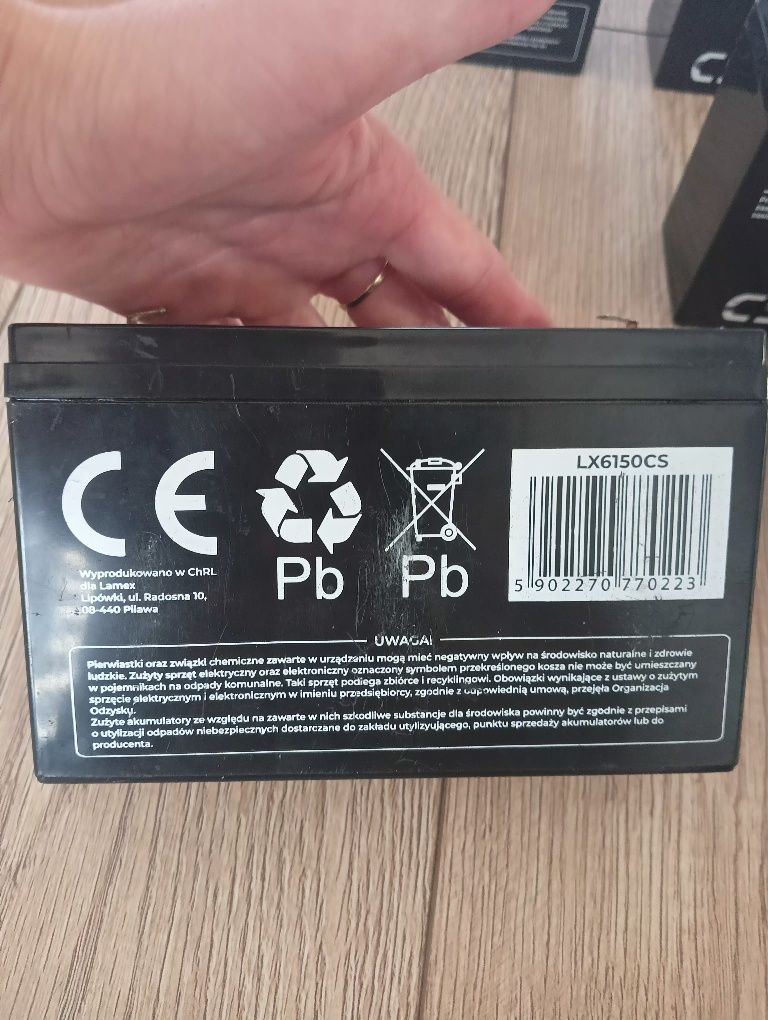 CE
Pb
Pb
LX6150CS
5 902270 770223
Wyprodukowano w ChRL
dla Lamex
Lipówki, ul. Radosna 10,
08-440 Pilawa
UWAGA!
Pierwiastki oraz związki chemiczne zawarte w urządzeniu mogą mieć negatywny wpływ na środowisko naturalne i zdrowie
ludzkie. Zużyty sprzęt elektryczny oraz elektroniczny oznaczony symbolem przekreślonego kosza nie może być umieszczany
w pojemnikach na odpady komunalne. Taki sprzęt podlega zbiórce i recyklingowi. Obowiązki wynikające z ustawy o zużytym
sprzęcie elektrycznym i elektronicznym w imieniu przedsiębiorcy, zgodnie z odpowiednią umową, przejęła Organizacja
Odzysku.
Zużyte akumulatory ze względu na zawarte w nich szkodliwe substancje dla środowiska powinny być zgodnie z przepisami
o utylizacji odpadów niebezpiecznych dostarczane do zakładu utylizującego, punktu sprzedaży akumulatorów lub do
producenta.